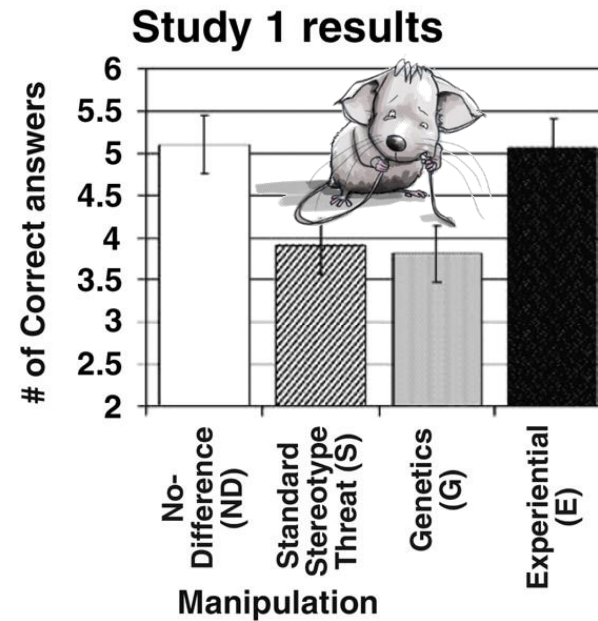 Study 1 results
# of Correct answers
6
5.5
5
4.5
4
3.5
3
2.5
2
No-
Difference
(ND)
Standard
Stereotype
Threat (S)
Genetics
(G)
Experiential
(E)
Manipulation